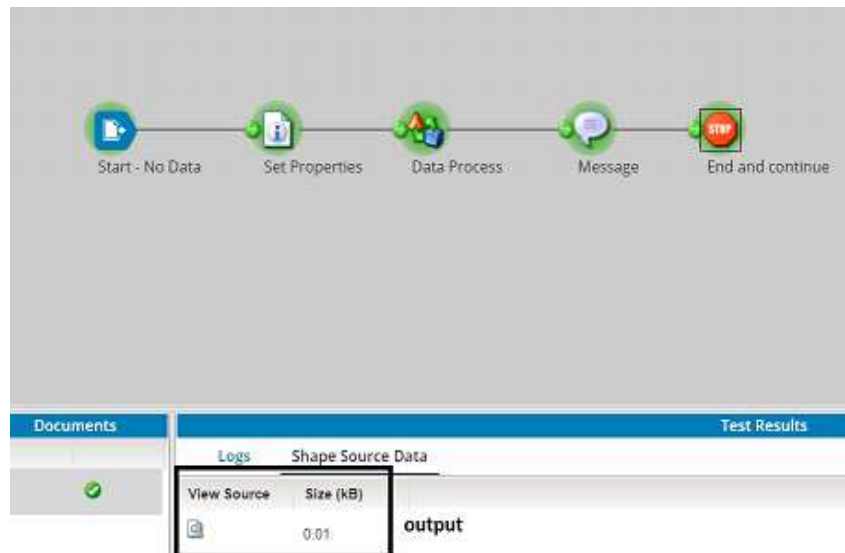 STOP
Start - No Data
Set Properties
Data Process
Message
End and continue
Documents
Test Results
Logs
Shape Source Data
View Source
Size (kB)
0.01
output